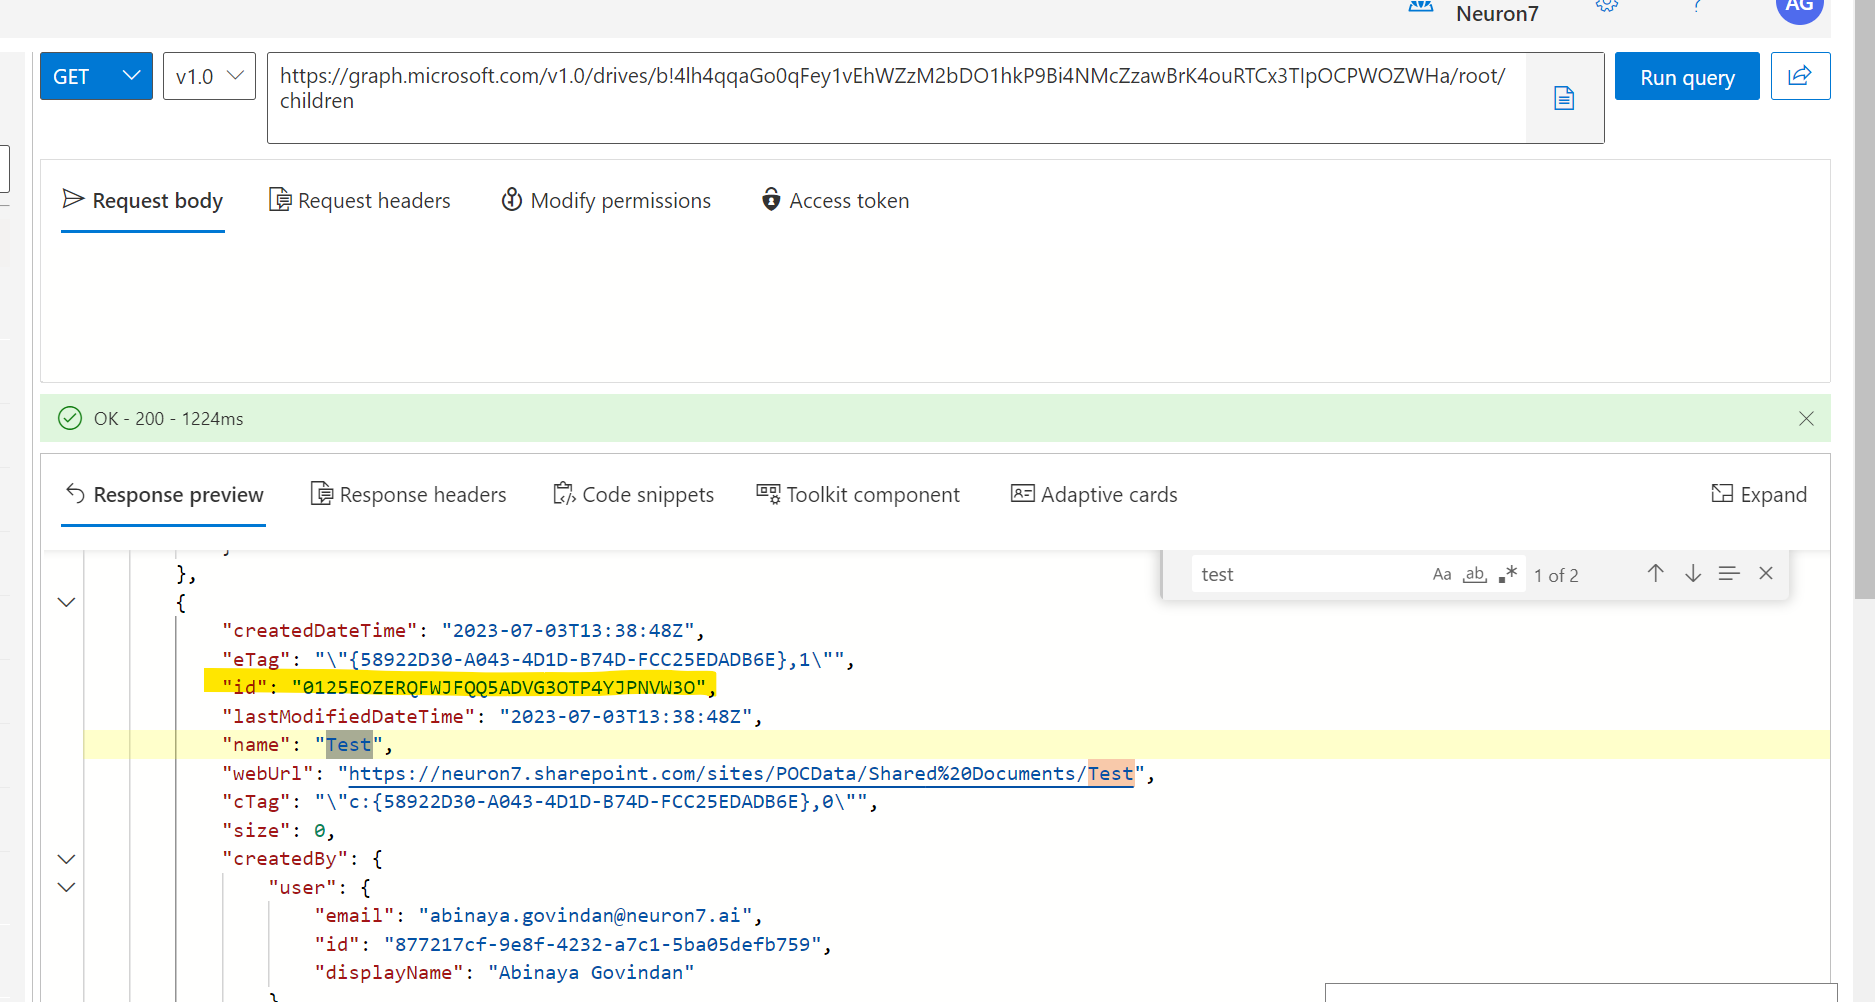 Neuron7
?
AG
GET
v1.0
https://graph.microsoft.com/v1.0/drives/b!4lh4qqaGo0qFey1vEhWZzM2bDO1hkP9Bi4NMcZzawBrK4ouRTCx3TIpOCPWOZWHa/root/
children
Run query
Request body
Request headers
Modify permissions
Access token
OK - 200 - 1224ms
Response preview
Response headers
Code snippets
Toolkit component
Adaptive cards
Expand
test
Aa
ab
.*
1 of 2
},
{
"createdDateTime": "2023-07-03T13:38:48Z",
"eTag": "\"{58922D30-A043-4D1D-B74D-FCC25EDADB6E},1\"",
"id": "0125EOZERQFWJFQQ5ADVG3OTP4YJPNVW3O",
"lastModifiedDateTime": "2023-07-03T13:38:48Z",
"name": "Test",
"webUrl": "https://neuron7.sharepoint.com/sites/POCData/Shared%20Documents/Test",
"cTag": "\"c:{58922D30-A043-4D1D-B74D-FCC25EDADB6E},0\"",
"size": 0,
"createdBy": {
"user": {
"email": "abinaya.govindan@neuron7.ai",
"id": "877217cf-9e8f-4232-a7c1-5ba05defb759",
"displayName": "Abinaya Govindan"
}